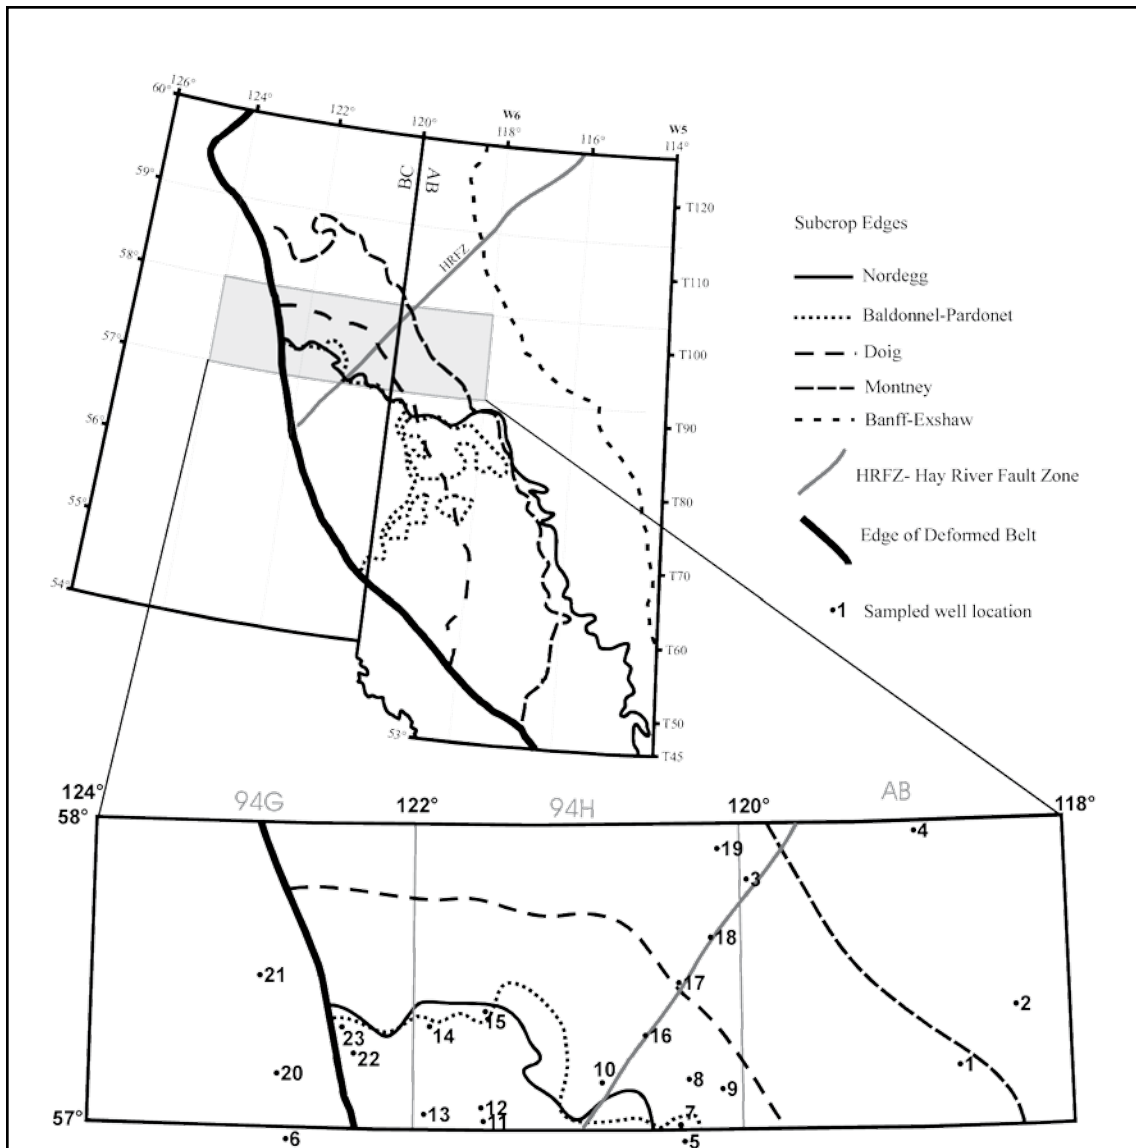 126°
60°
124°
122°
120°
W6
118°
116°
W5
114°
59°
BC
AB
T120
Subcrop Edges
HRFZ
58°
T110
Nordegg
Baldonnel-Pardonet
57°
T100
Doig
Montney
Banff-Exshaw
56°
T90
HRFZ- Hay River Fault Zone
55°
T80
Edge of Deformed Belt
54°
T70
1 Sampled well location
T60
53°
T50
T45
124°
58°
94G
122°
94H
120°
AB
118°
4
19
3
18
21
17
2
15
23
14
16
22
1
20
10
8
9
12
13
11
7
57°
6
5